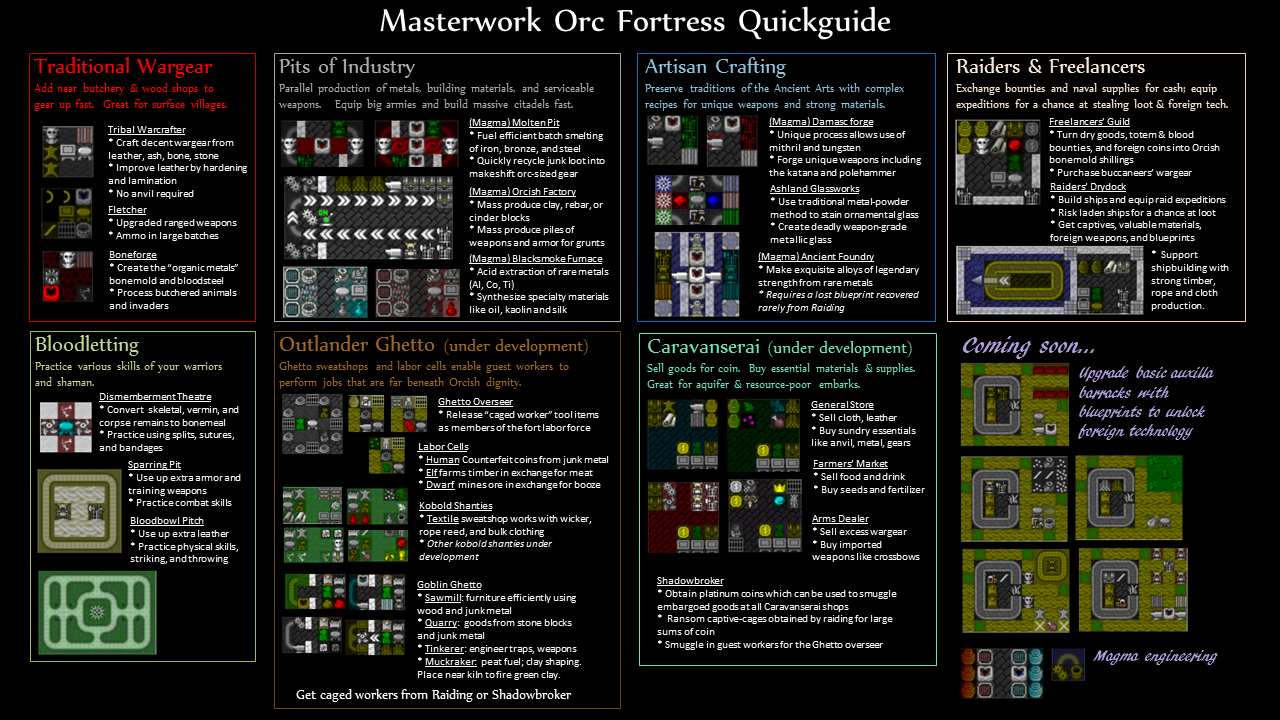 Masterwork Orc Fortress Quickguide
Traditional Wargear
Add near butchery & wood shops to
gear up fast. Great for surface villages.
Tribal Warcrafter
* Craft decent wargear from
leather, ash, bone, stone
* Improve leather by hardening
and lamination
* No anvil required
Fletcher
* Upgraded ranged weapons
* Ammo in large batches
Boneforge
* Create the "organic metals"
bonemold and bloodsteel
* Process butchered animals
and invaders
Pits of Industry
Parallel production of metals, building materials, and serviceable
weapons. Equip big armies and build massive citadels fast.
(Magma) Molten Pit
* Fuel efficient batch smelting
of iron, bronze, and steel
* Quickly recycle junk loot into
makeshift orc-sized gear
(Magma) Orcish Factory
* Mass produce clay, rebar, or
cinder blocks
* Mass produce piles of
weapons and armor for grunts
(Magma) Blacksmoke Furnace
* Acid extraction of rare metals
(Al, Co, Ti)
* Synthesize specialty materials
like oil, kaolin and silk
Artisan Crafting
Preserve traditions of the Ancient Arts with complex
recipes for unique weapons and strong materials.
(Magma) Damasc forge
* Unique process allows use of
mithril and tungsten
* Forge unique weapons including
the katana and polehammer
Ashland Glassworks
* Use traditional metal-powder
method to stain ornamental glass
* Create deadly weapon-grade
metallic glass
(Magma) Ancient Foundry
* Make exquisite alloys of legendary
strength from rare metals
* Requires a lost blueprint recovered
rarely from Raiding
Raiders & Freelancers
Exchange bounties and naval supplies for cash; equip
expeditions for a chance at stealing loot & foreign tech.
Freelancers' Guild
* Turn dry goods, totem & blood
bounties, and foreign coins into Orcish
bonemold shillings
* Purchase buccaneers' wargear
Raiders' Drydock
* Build ships and equip raid expeditions
* Risk laden ships for a chance at loot
* Get captives, valuable materials,
foreign weapons, and blueprints
* Support
shipbuilding with
strong timber,
rope and cloth
production.
Bloodletting
Practice various skills of your warriors
and shaman.
Dismemberment Theatre
* Convert skeletal, vermin, and
corpse remains to bonemeal
* Practice using splits, sutures,
and bandages
Sparring Pit
* Use up extra armor and
training weapons
* Practice combat skills
Bloodbowl Pitch
* Use up extra leather
* Practice physical skills,
striking, and throwing
Outlander Ghetto (under development)
Ghetto sweatshops and labor cells enable guest workers to
perform jobs that are far beneath Orcish dignity.
Ghetto Overseer
* Release "caged worker" tool items
as members of the fort labor force
Labor Cells
* Human Counterfeit coins from junk metal
* Elf farms timber in exchange for meat
* Dwarf mines ore in exchange for booze
Kobold Shanties
* Textile sweatshop works with wicker,
rope reed, and bulk clothing
* Other kobold shanties under
development
Goblin Ghetto
* Sawmill: furniture efficiently using
wood and junk metal
* Quarry: goods from stone blocks
and junk metal
* Tinkerer: engineer traps, weapons
* Muckraker: peat fuel; clay shaping.
Place near kiln to fire green clay.
Get caged workers from Raiding or Shadowbroker
Caravanserai (under development)
Sell goods for coin. Buy essential materials & supplies.
Great for aquifer & resource-poor embarks.
General Store
* Sell cloth, leather
* Buy sundry essentials
like anvil, metal, gears
Farmers' Market
* Sell food and drink
* Buy seeds and fertilizer
Arms Dealer
* Sell excess wargear
* Buy imported
weapons like crossbows
Shadowbroker
* Obtain platinum coins which can be used to smuggle
embargoed goods at all Caravanserai shops
* Ransom captive-cages obtained by raiding for large
sums of coin
* Smuggle in guest workers for the Ghetto overseer
Coming soon...
Upgrade basic auxilla
barracks with
blueprints to unlock
foreign technology
Magma engineering